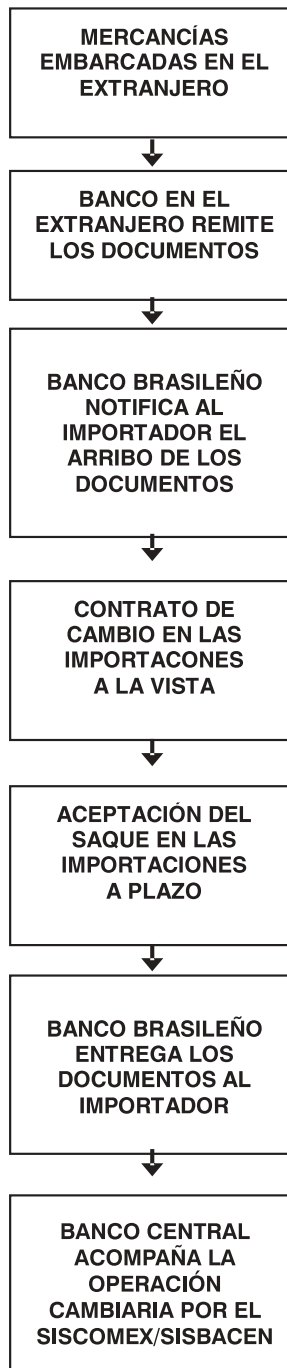 MERCANCÍAS
EMBARCADAS EN EL
EXTRANJERO
BANCO EN EL
EXTRANJERO REMITE
LOS DOCUMENTOS
BANCO BRASILEÑO
NOTIFICA AL
IMPORTADOR EL
ARRIBO DE LOS
DOCUMENTOS
CONTRATO DE
CAMBIO EN LAS
IMPORTACONES
A LA VISTA
ACEPTACIÓN DEL
SAQUE EN LAS
IMPORTACIONES
A PLAZO
BANCO BRASILEÑO
ENTREGA LOS
DOCUMENTOS AL
IMPORTADOR
BANCO CENTRAL
ACOMPAÑA LA
OPERACIÓN
CAMBIARIA POR EL
SISCOMEX/SISBACEN